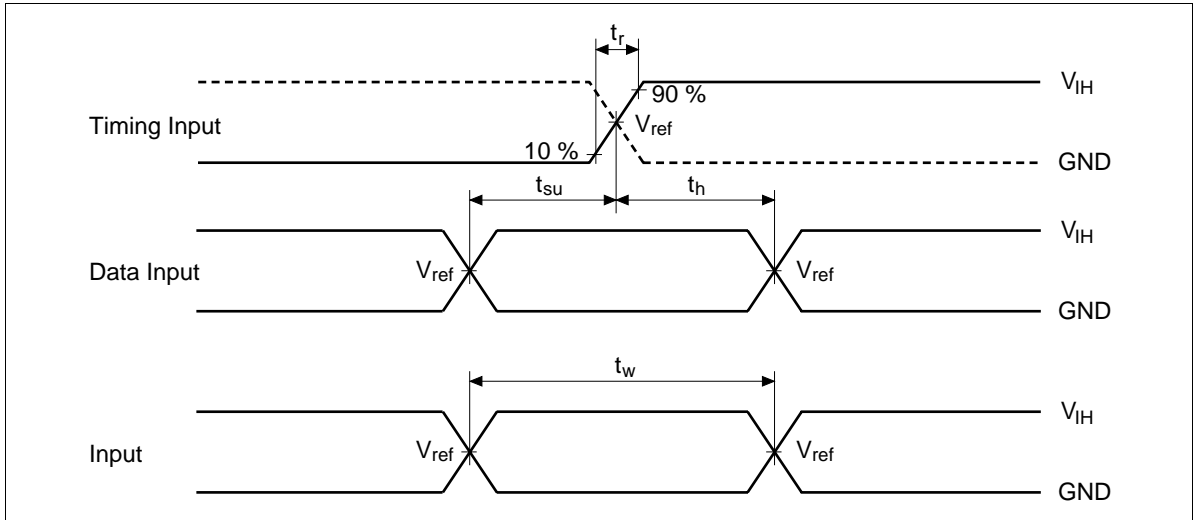 t_r
V_IH
90 %
Timing Input
V_ref
10 %
GND
t_su
t_h
V_IH
Data Input
V_ref
V_ref
GND
t_w
V_IH
Input
V_ref
V_ref
GND